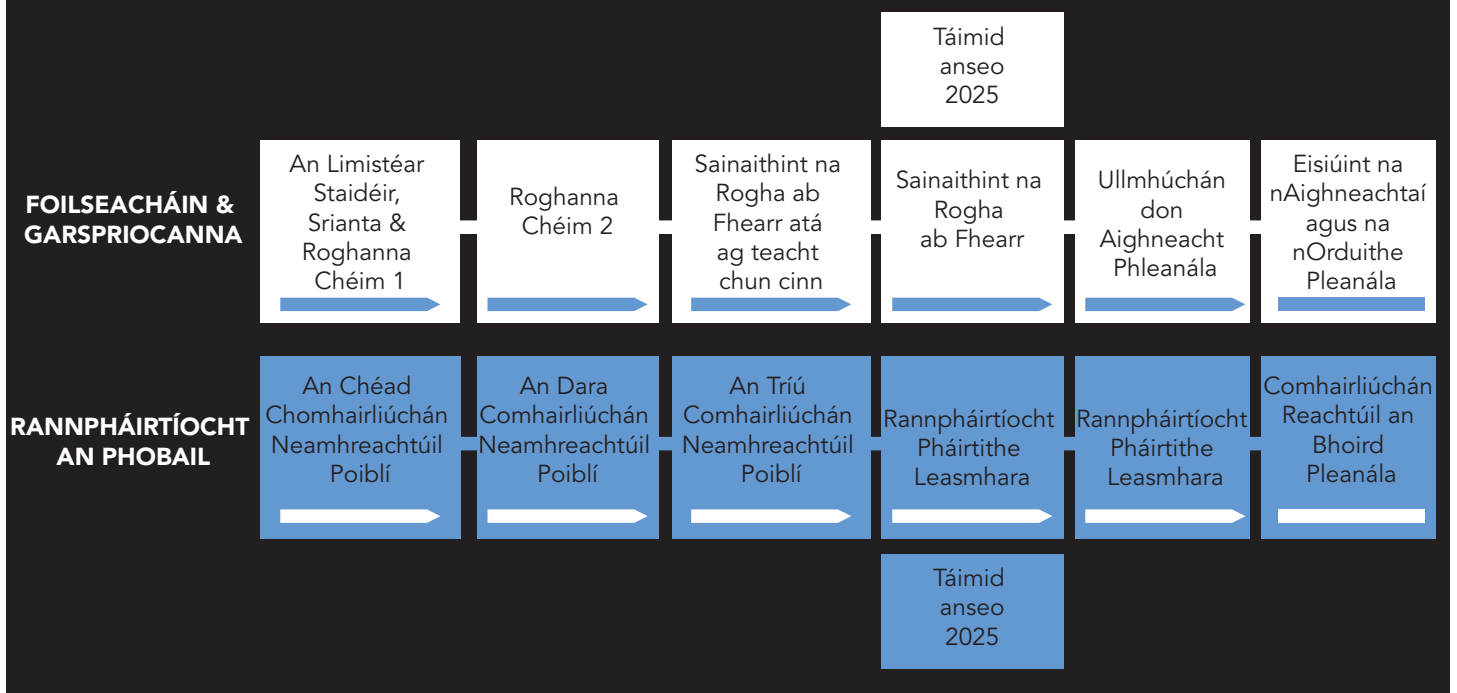 Táimid
anseo
2025
FOILSEACHÁIN &
GARSPRIOCANNA
An Limistéar
Staidéir,
Srianta &
Roghanna
Chéim 1
Roghanna
Chéim 2
Sainaithint na
Rogha ab
Fhearr atá
ag teacht
chun cinn
Sainaithint na
Rogha
ab Fhearr
Ullmhúchán
don
Aighneacht
Phleanála
Eisiúint na
nAighneachtaí
agus na
nOrduithe
Pleanála
RANNPHÁIRTÍOCHT
AN PHOBAIL
An Chéad
Chomhairliúchán
Neamhreachtúil
Poiblí
An Dara
Comhairliúchán
Neamhreachtúil
Poiblí
An Tríú
Comhairliúchán
Neamhreachtúil
Poiblí
Rannpháirtíocht
Pháirtithe
Leasmhara
Rannpháirtíocht
Pháirtithe
Leasmhara
Comhairliúchán
Reachtúil an
Bhoird
Pleanála
Táimid
anseo
2025